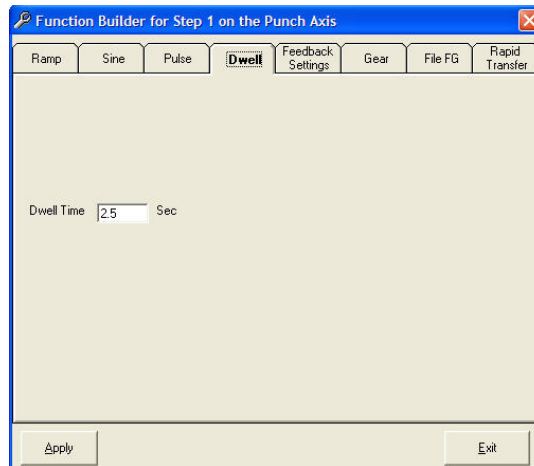 Function Builder for Step 1 on the Punch Axis
Ramp Sine Pulse Dwell Feedback Settings Gear File FG Rapid Transfer
Dwell Time 2.5 Sec
Apply Exit